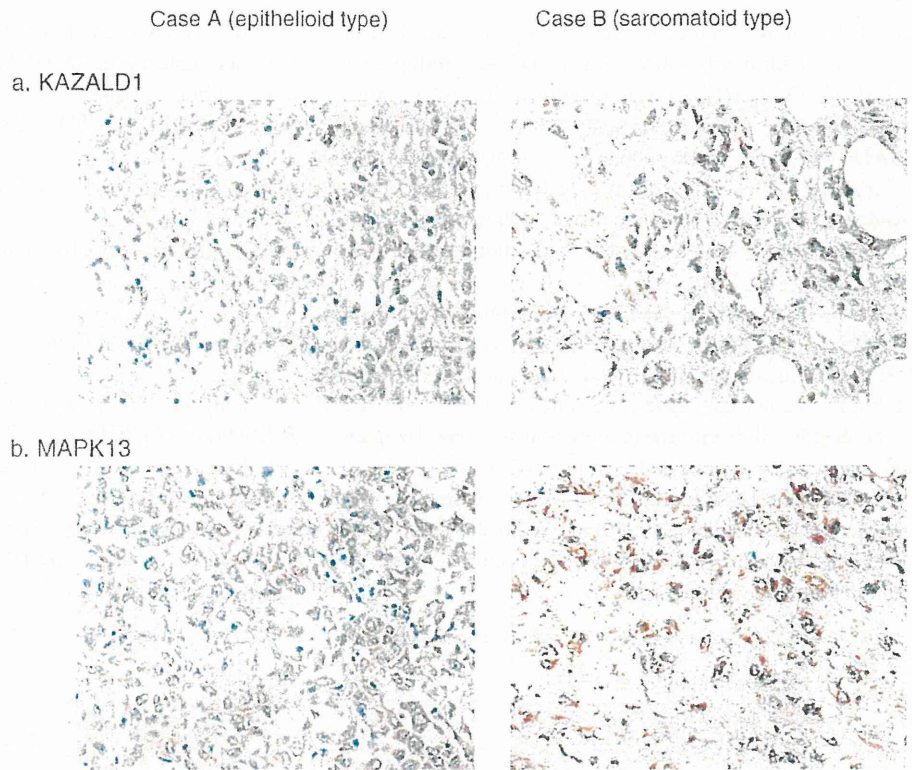 Case A (epithelioid type)
Case B (sarcomatoid type)
a. KAZALD1
b. MAPK13